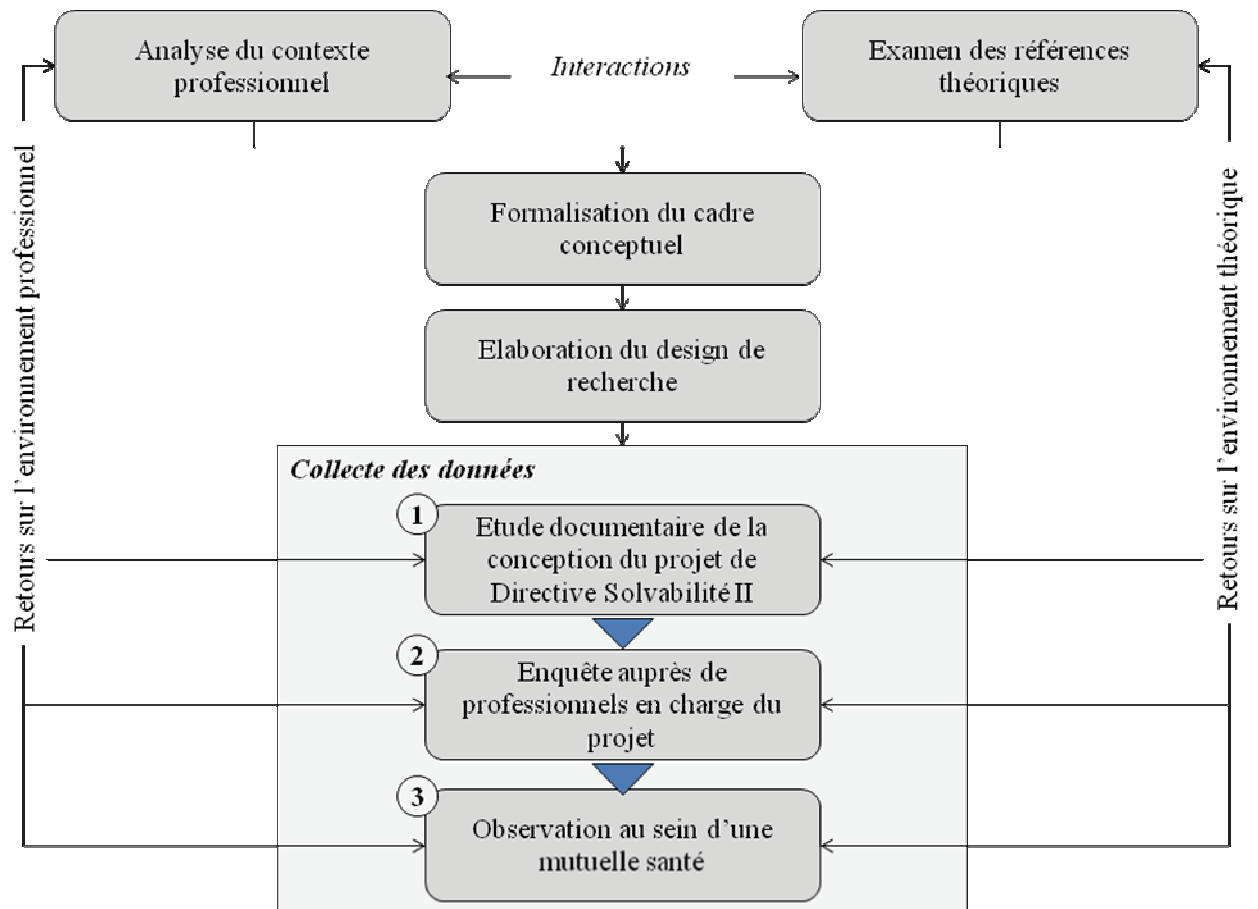 Analyse du contexte
professionnel
Interactions
Examen des références
théoriques
Retours sur l'environnement professionnel
Retours sur l'environnement théorique
Formalisation du cadre
conceptuel
Elaboration du design de
recherche
Collecte des données
1
Etude documentaire de la
conception du projet de
Directive Solvabilité II
2
Enquête auprès de
professionnels en charge du
projet
3
Observation au sein d'une
mutuelle santé